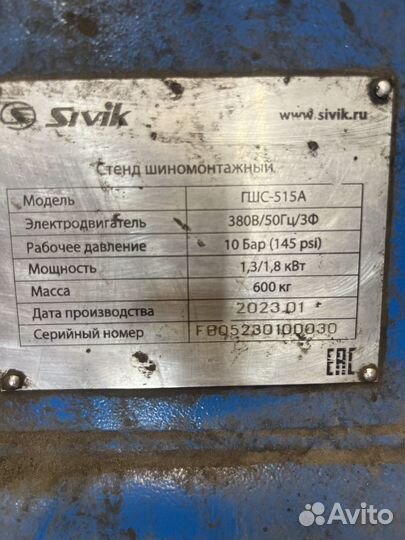 Sivik
www.sivik.ru
Стенд шиномонтажный
Модель ГШС-515А
Электродвигатель 380В/50Гц/3Ф
Рабочее давление 10 Бар (145 psi)
Мощность 1,3/1,8 кВт
Масса 600 кг
Дата производства 2023.01
Серийный номер FBQ5230100030
EAC
Avito